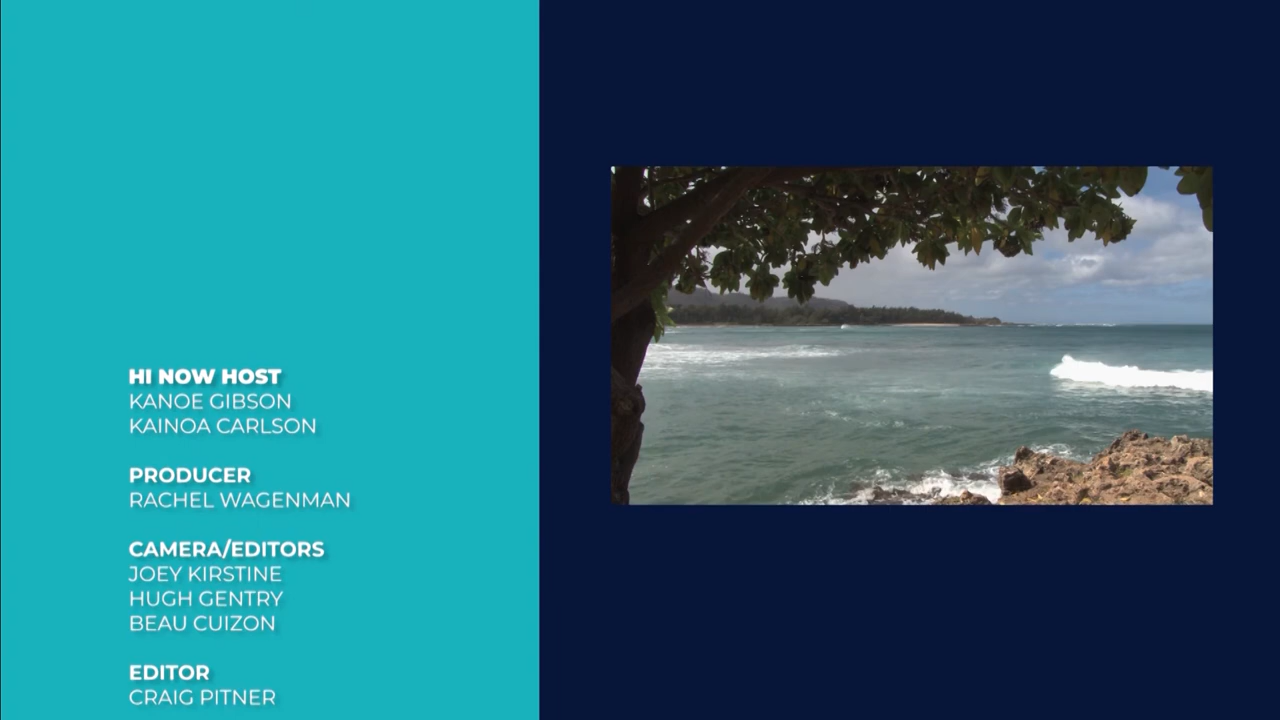 HI NOW HOST
KANOE GIBSON
KAINOA CARLSON
PRODUCER
RACHEL WAGENMAN
CAMERA/EDITORS
JOEY KIRSTINE
HUGH GENTRY
BEAU CUIZON
EDITOR
CRAIG PITNER